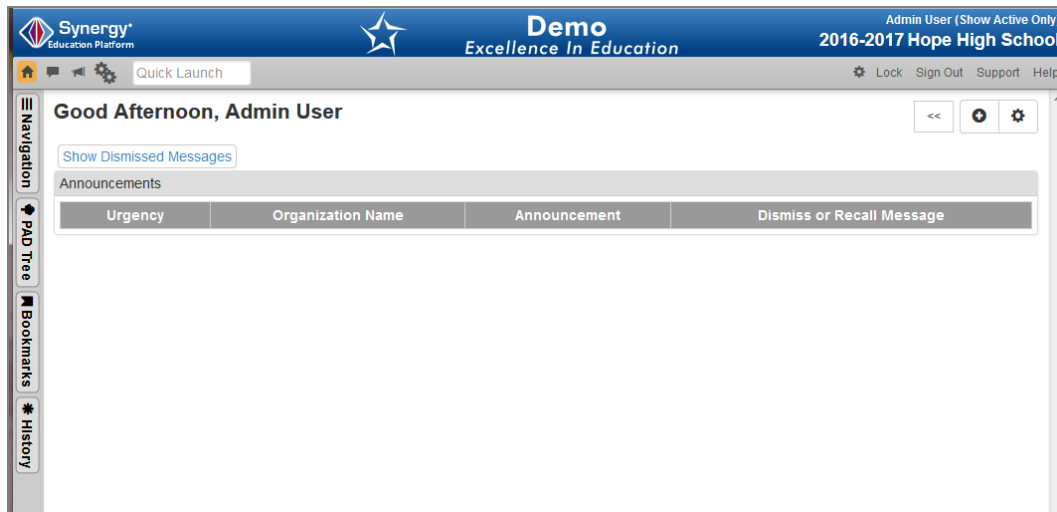 Synergy
Education Platform
Demo
Excellence In Education
Admin User (Show Active Only
2016-2017 Hope High School
Quick Launch
Lock Sign Out Support Help
Navigation
PAD Tree
Bookmarks
History
Good Afternoon, Admin User
<<
Show Dismissed Messages
Announcements
Urgency Organization Name Announcement Dismiss or Recall Message